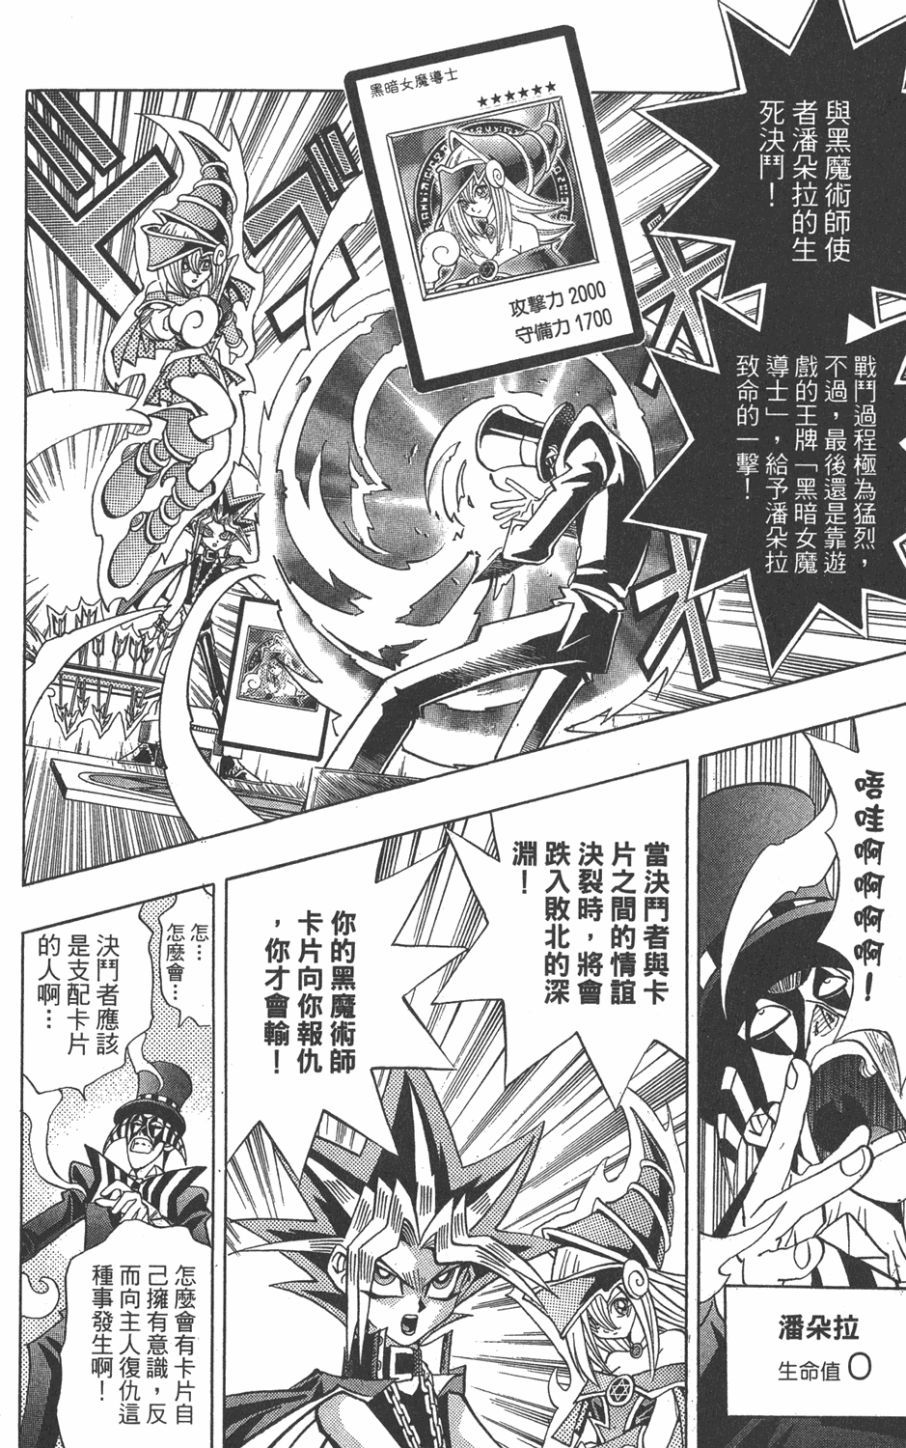 與黑魔術師使
者潘朵拉的生
死決鬥！
戰鬥過程極為猛烈，
不過，最後還是靠遊
戲的王牌「黑暗女魔
導士」，給予潘朵拉
致命的一擊！
黑暗女魔導士
★★★★★★
攻擊力 2000
守備力 1700
ドドーン
唔哇啊啊啊啊！
潘朵拉
生命值 0
當決鬥者與卡
片之間的情誼
決裂時，將會
跌入敗北的深
淵！
你的黑魔術師
卡片向你報仇
，你才會輸！
怎…
怎麼會…
決鬥者應該
是支配卡片
的人啊…
怎麼會有卡片自
己擁有意識，反
而向主人復仇這
種事發生啊！